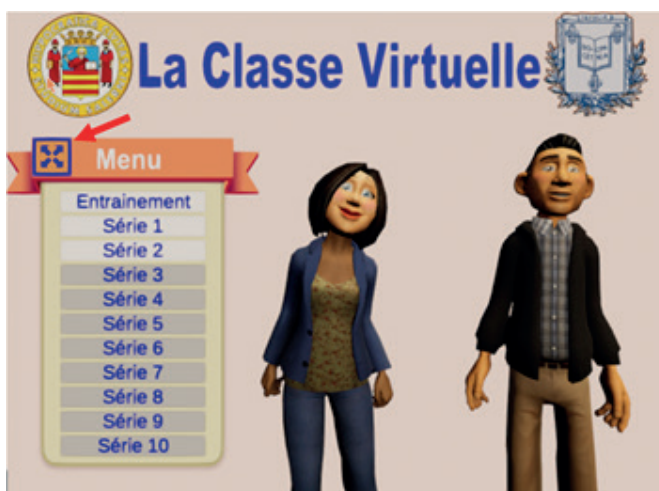 La Classe Virtuelle
Menu
Entrainement
Série 1
Série 2
Série 3
Série 4
Série 5
Série 6
Série 7
Série 8
Série 9
Série 10